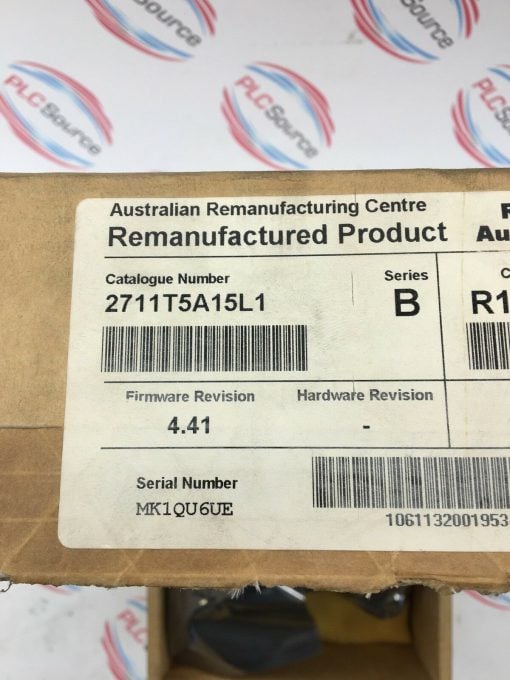 PLC Source
PLC Source
PLC Source
PLC Source
PLC Source
Australian Remanufacturing Centre
Remanufactured Product
Au
Catalogue Number
2711T5A15L1
Series
B
R1
Firmware Revision
4.41
Hardware Revision
-
Serial Number
MK1QU6UE
1061132001953